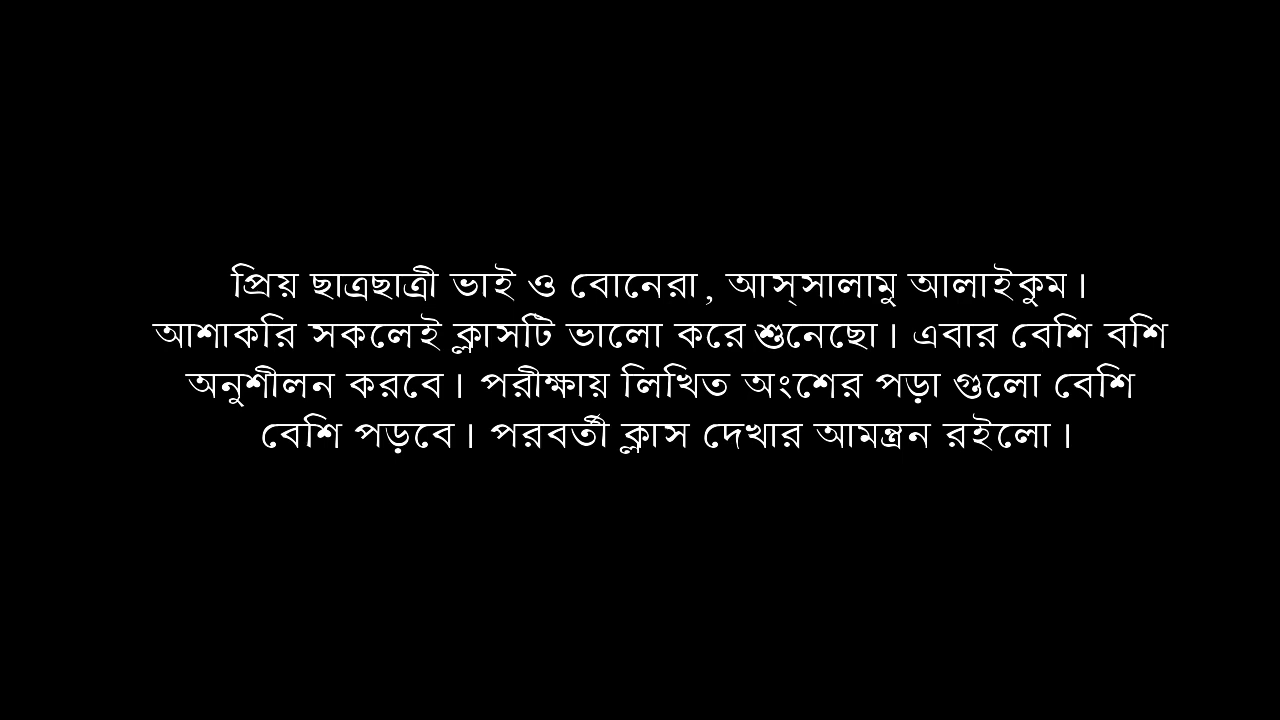 প্রিয় ছাত্রছাত্রী ভাই ও বোনেরা, আস্‌সালামু আলাইকুম।
আশাকরি সকলেই ক্লাসটি ভালো করে শুনেছো। এবার বেশি বশি
অনুশীলন করবে। পরীক্ষায় লিখিত অংশের পড়া গুলো বেশি
বেশি পড়বে। পরবর্তী ক্লাস দেখার আমন্ত্রন রইলো।